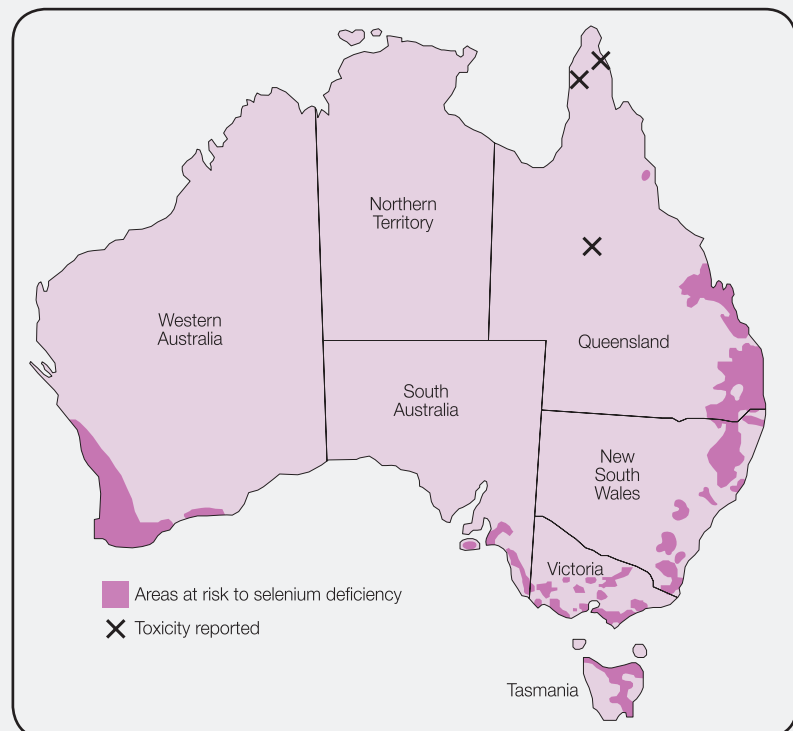 Northern
Territory
Western
Australia
Queensland
South
Australia
New
South
Wales
Victoria
Areas at risk to selenium deficiency
Toxicity reported
Tasmania